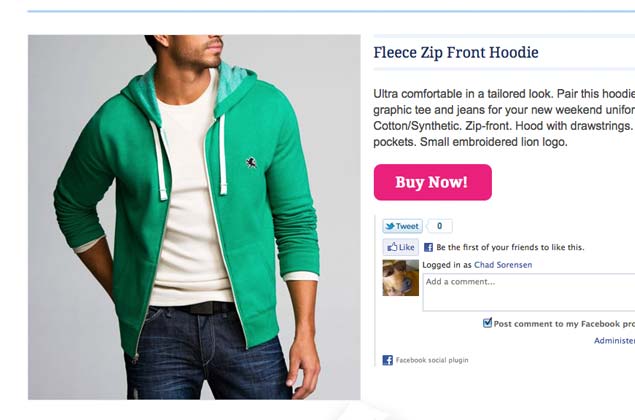 Fleece Zip Front Hoodie
Ultra comfortable in a tailored look. Pair this hoodie
graphic tee and jeans for your new weekend unifor
Cotton/Synthetic. Zip-front. Hood with drawstrings.
pockets. Small embroidered lion logo.
Buy Now!
Tweet 0
Like Be the first of your friends to like this.
Logged in as Chad Sorensen
Add a comment...
Post comment to my Facebook pro
Administe
Facebook social plugin